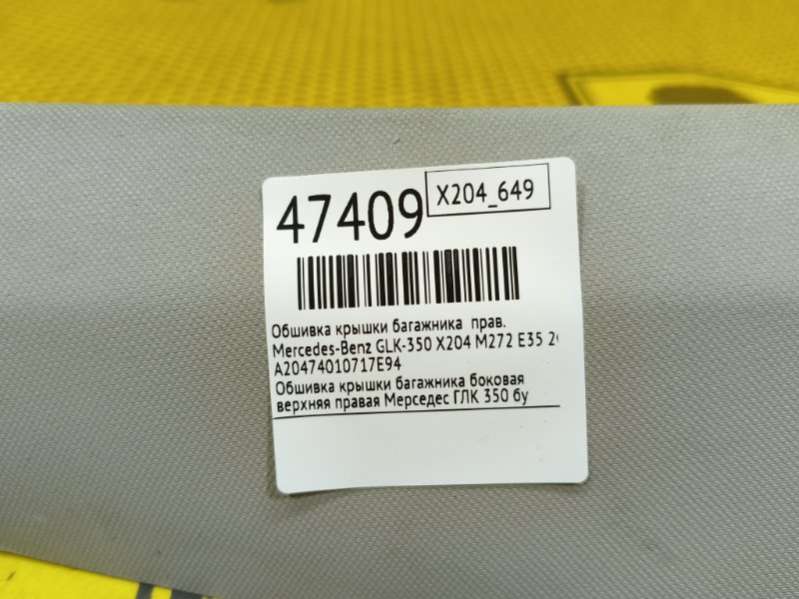 47409
X204_649
Обшивка крышки багажника прав.
Mercedes-Benz GLK-350 X204 M272 E35
A20474010717E94
Обшивка крышки багажника боковая
верхняя правая Мерседес ГЛК 350 бу